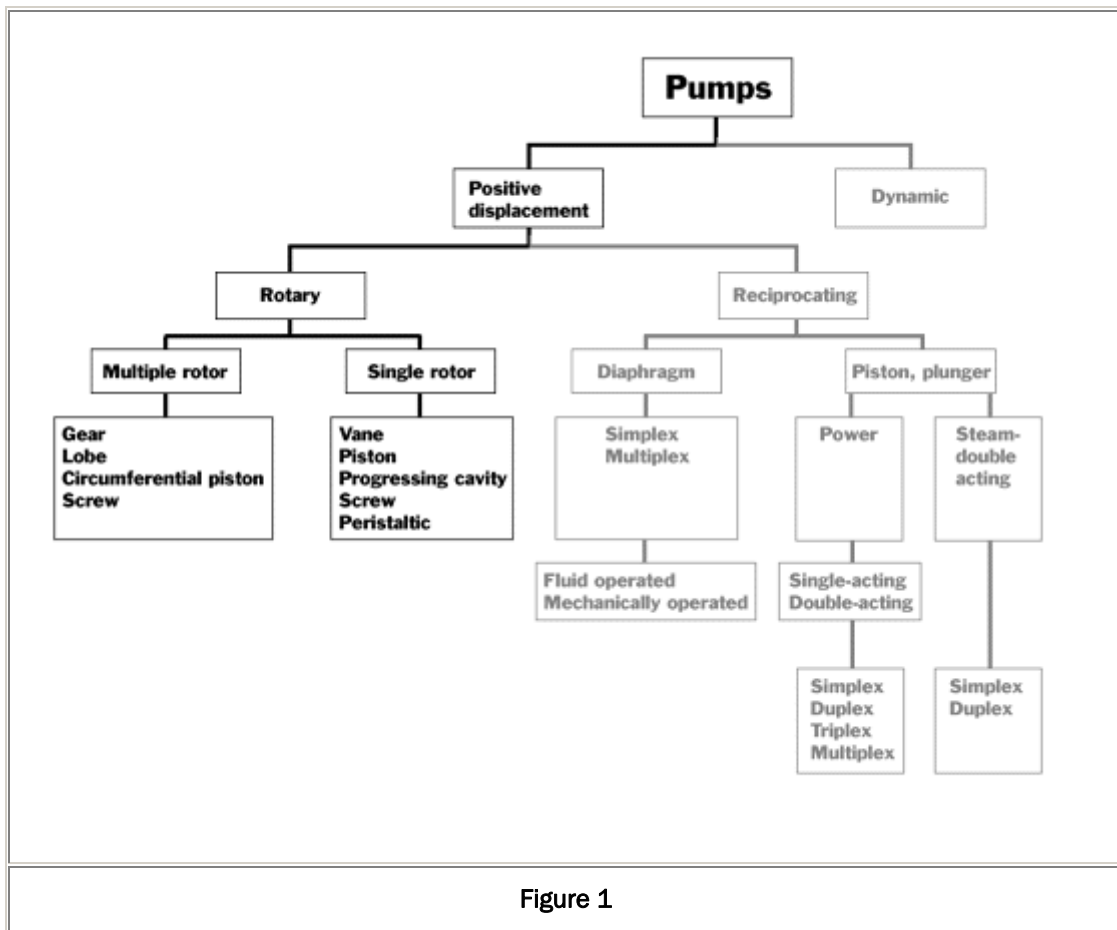 Pumps
Positive
displacement
Dynamic
Rotary
Reciprocating
Multiple rotor
Single rotor
Diaphragm
Piston, plunger
Gear
Lobe
Circumferential piston
Screw
Vane
Piston
Progressing cavity
Screw
Peristaltic
Simplex
Multiplex
Power
Steam-
double
acting
Fluid operated
Mechanically operated
Single-acting
Double-acting
Simplex
Duplex
Triplex
Multiplex
Simplex
Duplex
Figure 1